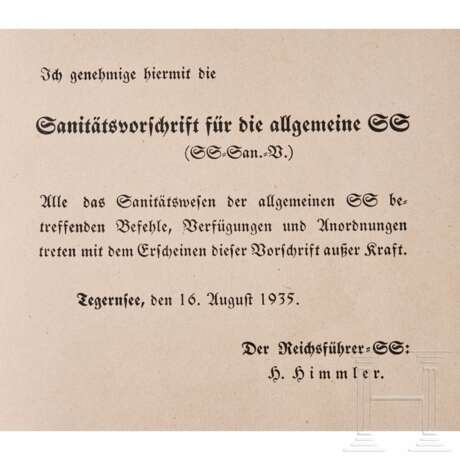 Ich genehmige hiermit die
Sanitätsvorschrift für die allgemeine SS
(SS-San.-V.)
Alle das Sanitätswesen der allgemeinen SS be-
treffenden Befehle, Verfügungen und Anordnungen
treten mit dem Erscheinen dieser Vorschrift außer Kraft.
Tegernsee, den 16. August 1935.
Der Reichsführer-SS:
H. Himmler.